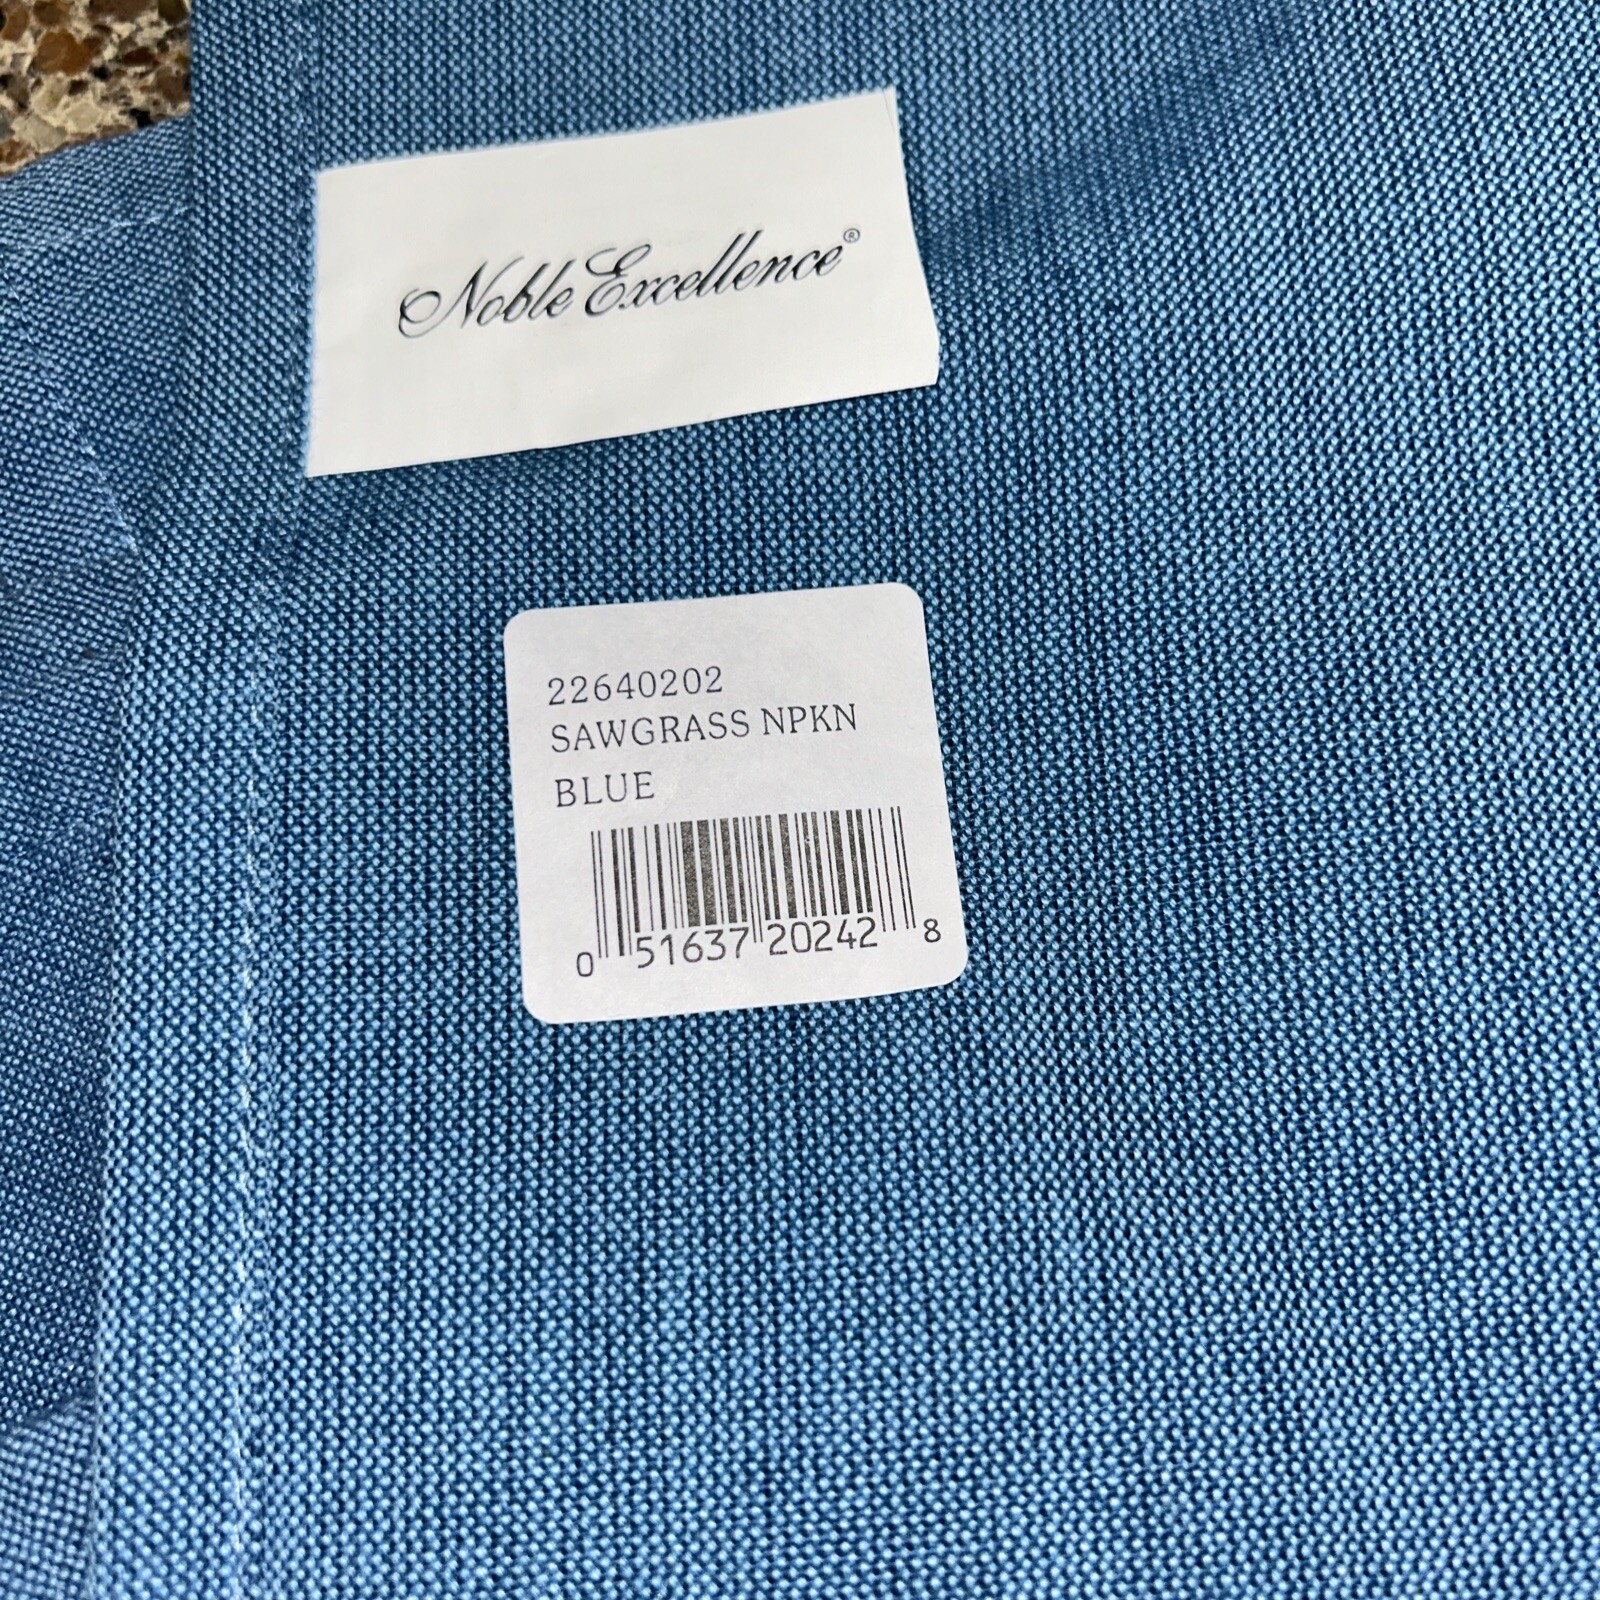 Noble Excellence®
22640202
SAWGRASS NPKN
BLUE
0 51637 20242 8